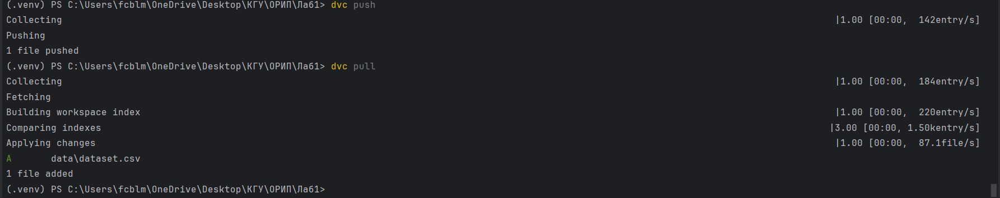 (.venv) PS C:\Users\fcblm\OneDrive\Desktop\КГУ\ОРИП\Лаб1> dvc push
Collecting |1.00 [00:00, 142entry/s]
Pushing
1 file pushed
(.venv) PS C:\Users\fcblm\OneDrive\Desktop\КГУ\ОРИП\Лаб1> dvc pull
Collecting |1.00 [00:00, 184entry/s]
Fetching
Building workspace index |1.00 [00:00, 220entry/s]
Comparing indexes |3.00 [00:00, 1.50kentry/s]
Applying changes |1.00 [00:00, 87.1file/s]
A data\dataset.csv
1 file added
(.venv) PS C:\Users\fcblm\OneDrive\Desktop\КГУ\ОРИП\Лаб1>